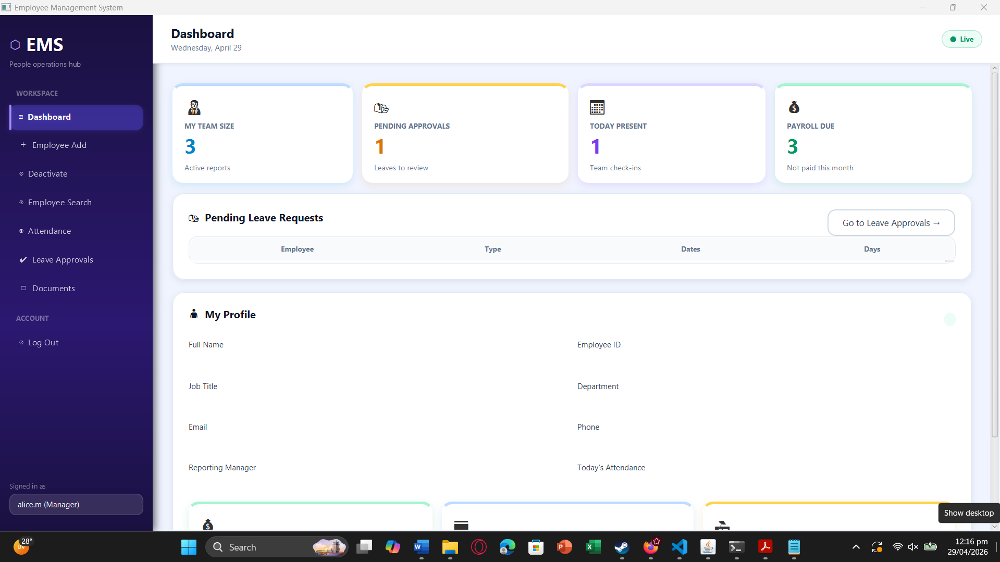 Employee Management System
EMS
People operations hub
WORKSPACE
Dashboard
+ Employee Add
Deactivate
Employee Search
Attendance
✔ Leave Approvals
Documents
ACCOUNT
Log Out
Signed in as
alice.m (Manager)
Dashboard
Wednesday, April 29
● Live
MY TEAM SIZE
3
Active reports
PENDING APPROVALS
1
Leaves to review
TODAY PRESENT
1
Team check-ins
PAYROLL DUE
3
Not paid this month
Pending Leave Requests
Go to Leave Approvals →
Employee Type Dates Days
My Profile
Full Name
Employee ID
Job Title
Department
Email
Phone
Reporting Manager
Today's Attendance
Show desktop
28°
UV
Search
12:16 pm
29/04/2026